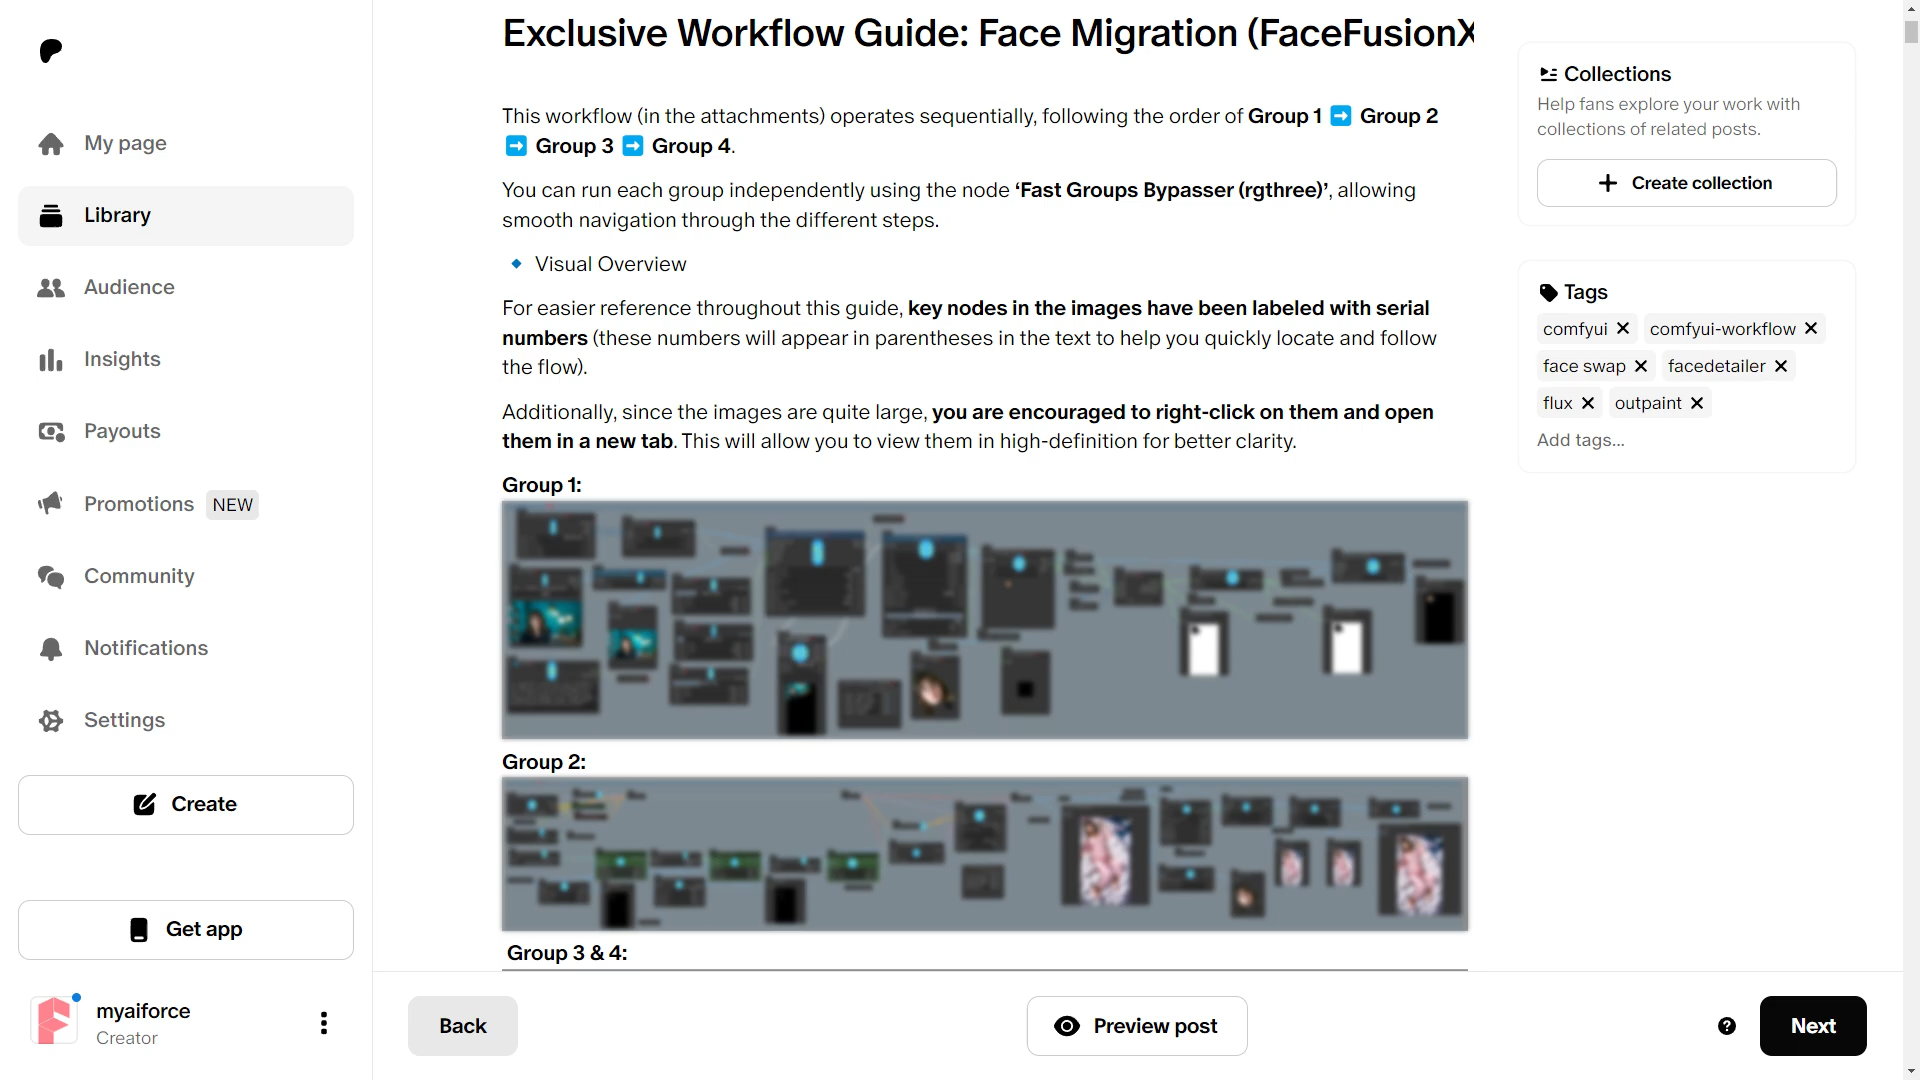 Exclusive Workflow Guide: Face Migration (FaceFusionX
This workflow (in the attachments) operates sequentially, following the order of Group 1 ➡️ Group 2
➡️ Group 3 ➡️ Group 4.
You can run each group independently using the node ‘Fast Groups Bypasser (rgthree)’, allowing
smooth navigation through the different steps.
🔹 Visual Overview
For easier reference throughout this guide, key nodes in the images have been labeled with serial
numbers (these numbers will appear in parentheses in the text to help you quickly locate and follow
the flow).
Additionally, since the images are quite large, you are encouraged to right-click on them and open
them in a new tab. This will allow you to view them in high-definition for better clarity.
Group 1:
Group 2:
Group 3 & 4:
My page
Library
Audience
Insights
Payouts
Promotions NEW
Community
Notifications
Settings
Create
Get app
myaiforce
Creator
Collections
Help fans explore your work with
collections of related posts.
Create collection
Tags
comfyui comfyui-workflow
face swap facedetailer
flux outpaint
Add tags...
Back
Preview post
Next